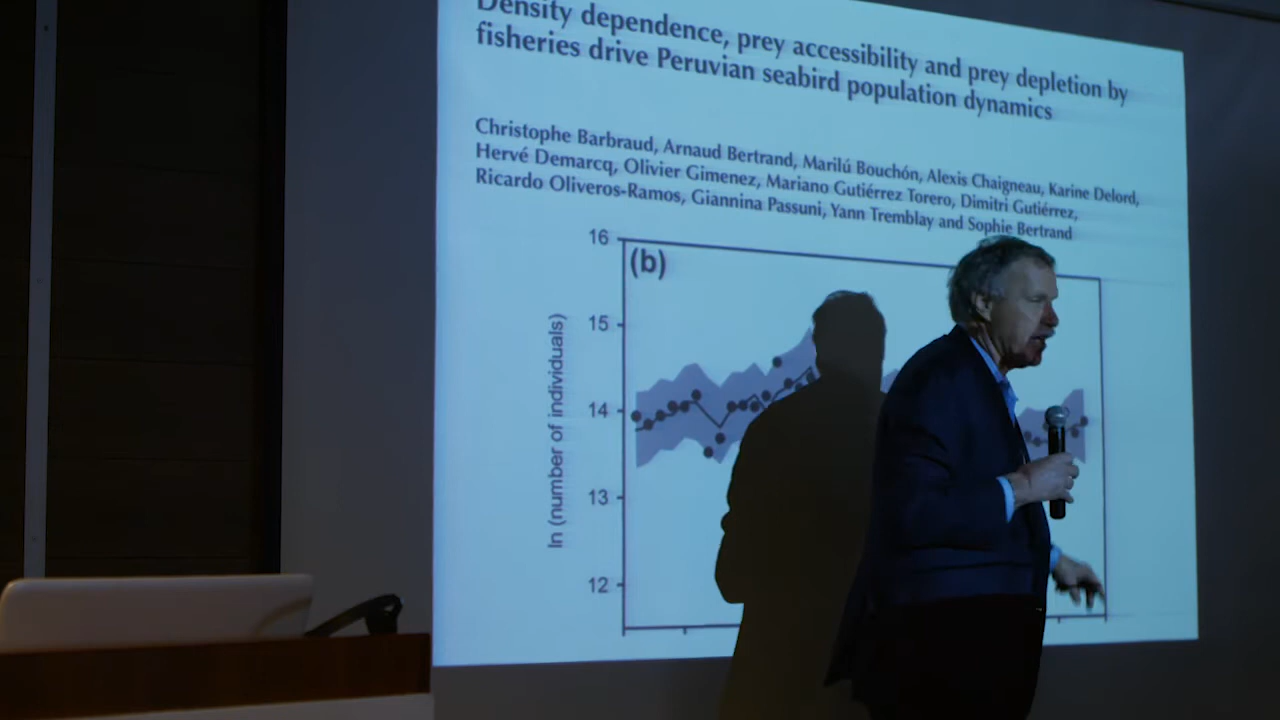 Density dependence, prey accessibility and prey depletion by
fisheries drive Peruvian seabird population dynamics
Christophe Barbraud, Arnaud Bertrand, Marilú Bouchón, Alexis Chaigneau, Karine Delord,
Hervé Demarcq, Olivier Gimenez, Mariano Gutiérrez Torero, Dimitri Gutiérrez,
Ricardo Oliveros-Ramos, Giannina Passuni, Yann Tremblay and Sophie Bertrand
(b)
16
15
14
13
12
ln (number of individuals)